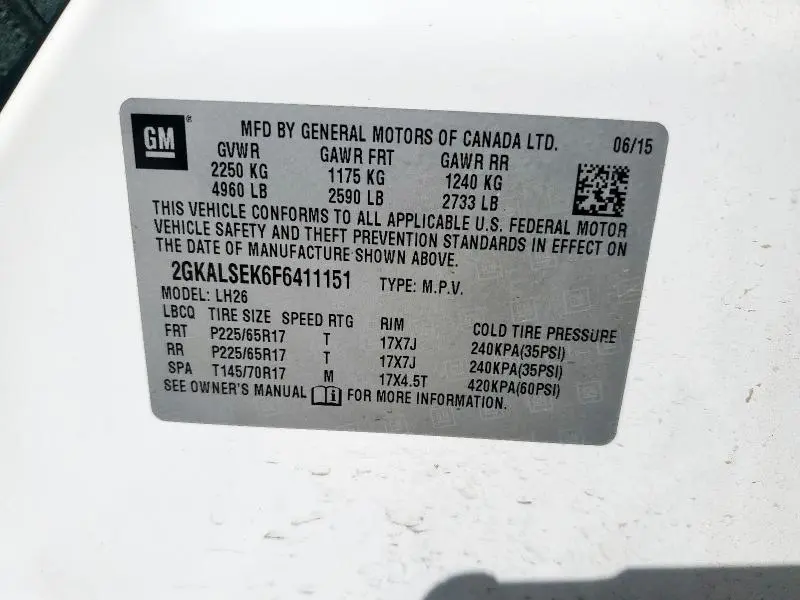 GM® MFD BY GENERAL MOTORS OF CANADA LTD. 06/15
GVWR GAWR FRT GAWR RR
2250 KG 1175 KG 1240 KG
4960 LB 2590 LB 2733 LB
THIS VEHICLE CONFORMS TO ALL APPLICABLE U.S. FEDERAL MOTOR
VEHICLE SAFETY AND THEFT PREVENTION STANDARDS IN EFFECT ON
THE DATE OF MANUFACTURE SHOWN ABOVE.
2GKALSEK6F6411151 TYPE: M.P.V.
MODEL: LH26
LBCQ TIRE SIZE SPEED RTG RIM COLD TIRE PRESSURE
FRT P225/65R17 T 17X7J 240KPA(35PSI)
RR P225/65R17 T 17X7J 240KPA(35PSI)
SPA T145/70R17 M 17X4.5T 420KPA(60PSI)
SEE OWNER'S MANUAL FOR MORE INFORMATION.